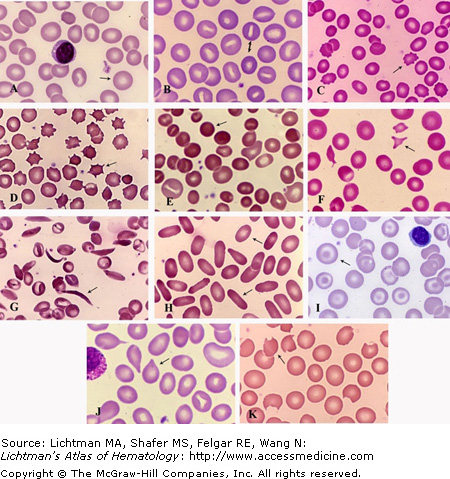 A
B
C
D
E
F
G
H
I
J
K
Source: Lichtman MA, Shafer MS, Felgar RE, Wang N:
Lichtman's Atlas of Hematology: http://www.accessmedicine.com
Copyright © The McGraw-Hill Companies, Inc. All rights reserved.